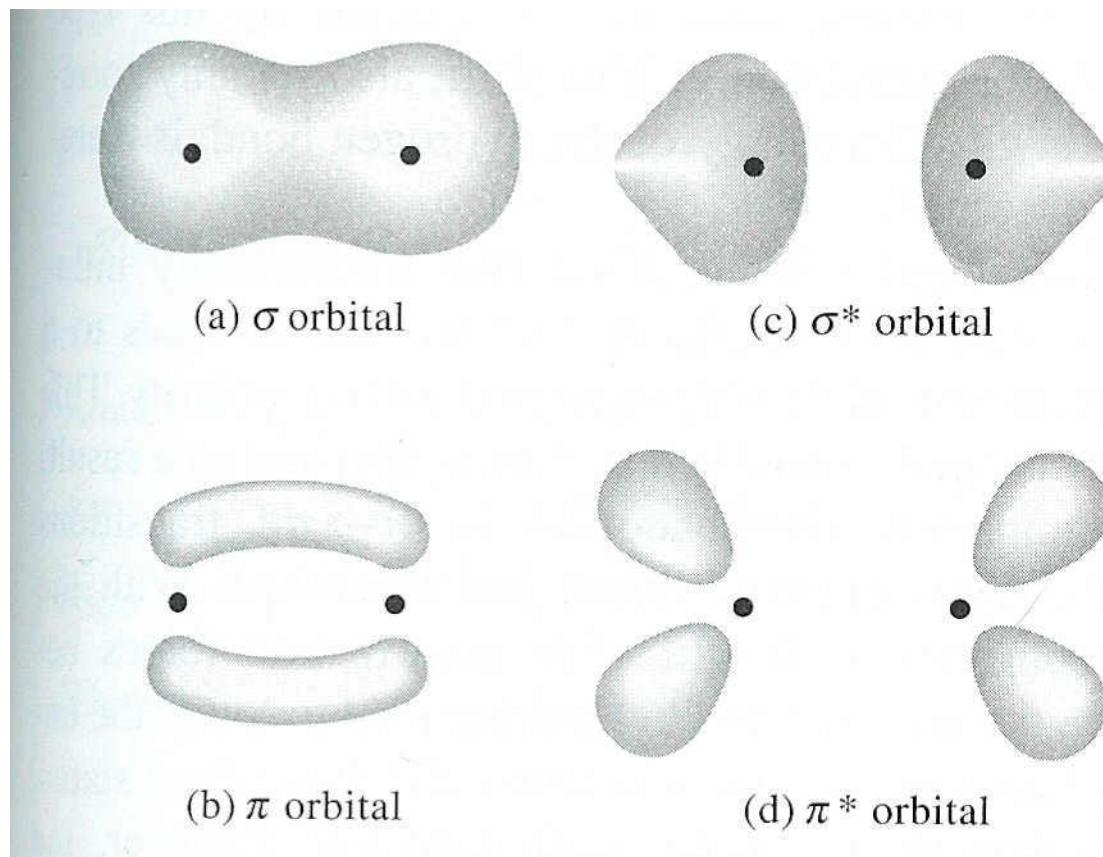 (a) σ orbital
(c) σ* orbital
(b) π orbital
(d) π* orbital